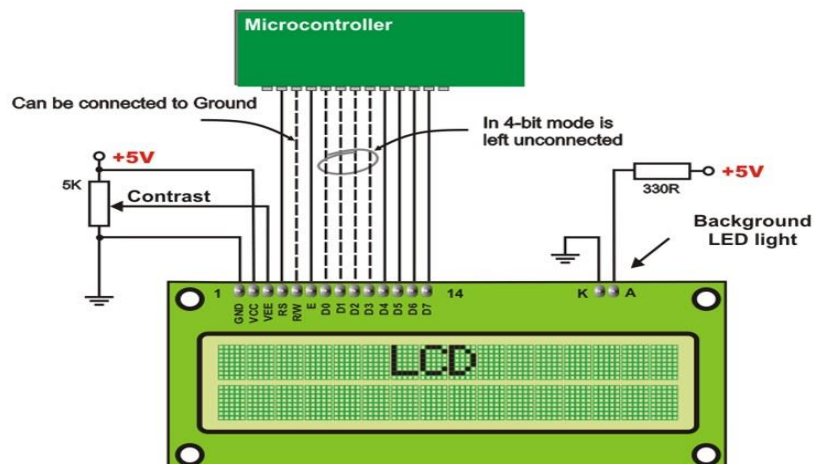 Microcontroller
Can be connected to Ground
In 4-bit mode is
left unconnected
+5V
5K
Contrast
+5V
330R
Background
LED light
1
14
K
A
GND
VCC
VEE
RS
R/W
E
D0
D1
D2
D3
D4
D5
D6
D7
LCD